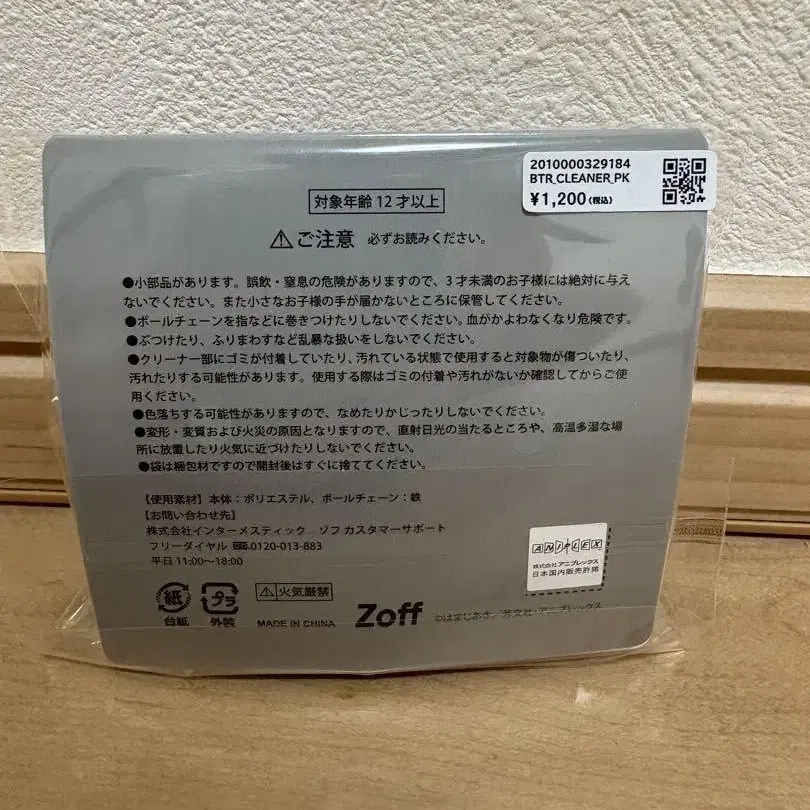 2010000329184
BTR_CLEANER_PK
¥1,200(税込)
対象年齢 12 才以上
⚠ご注意 必ずお読みください。
●小部品があります。誤飲・窒息の危険がありますので、3才未満のお子様には絶対に与え
ないでください。また小さなお子様の手が届かないところに保管してください。
●ボールチェーンを指などに巻きつけたりしないでください。血がかよわなくなり危険です。
●ぶつけたり、ふりまわすなど乱暴な扱いをしないでください。
●クリーナー部にゴミが付着していたり、汚れている状態で使用すると対象物が傷ついたり、
汚れたりする可能性があります。使用する際はゴミの付着や汚れがないか確認してからご使
用ください。
●色落ちする可能性がありますので、なめたりかじったりしないでください。
●変形・変質および火災の原因となりますので、直射日光の当たるところや、高温多湿な場
所に放置したり火気に近づけたりしないでください。
●袋は梱包材ですので開封後はすぐに捨ててください。
【使用素材】本体：ポリエステル、ボールチェーン：鉄
【お問い合わせ先】
株式会社インターメスティック ゾフ カスタマーサポート
フリーダイヤル 0120-013-883
平日 11:00〜18:00
ANIPLEX
株式会社アニプレックス
日本国内販売許諾
紙
台紙
プラ
外装
⚠火気厳禁
MADE IN CHINA
Zoff
©はまじあき／芳文社・アニプレックス